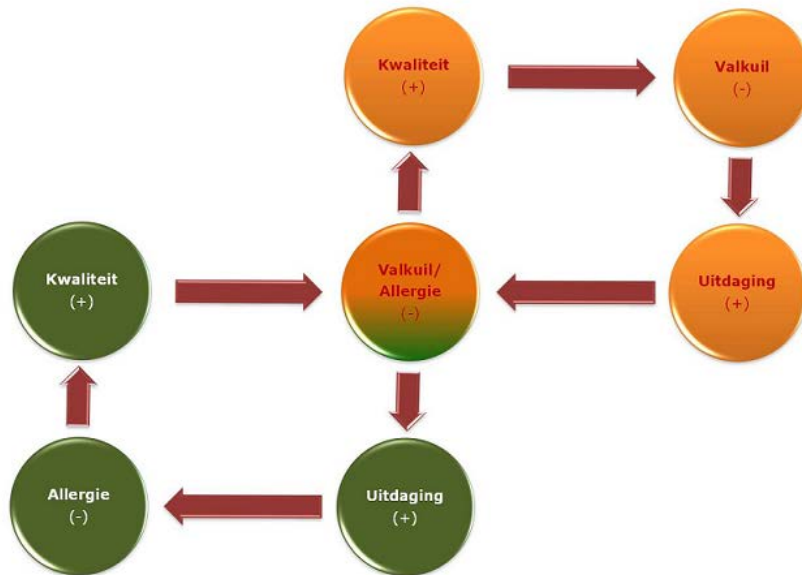 Kwaliteit
(+)
Valkuil
(-)
Kwaliteit
(+)
Valkuil/
Allergie
(-)
Uitdaging
(+)
Allergie
(-)
Uitdaging
(+)